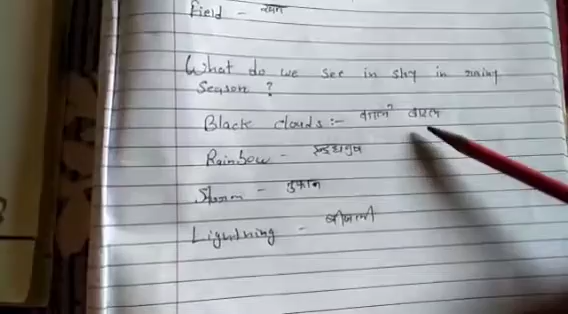 Field -
What do we see in sky in rainy
season ?
Black clouds :- काले बादल
Rainbow - इन्द्रधनुष
Storm - तुफान
Lightning - बीजली